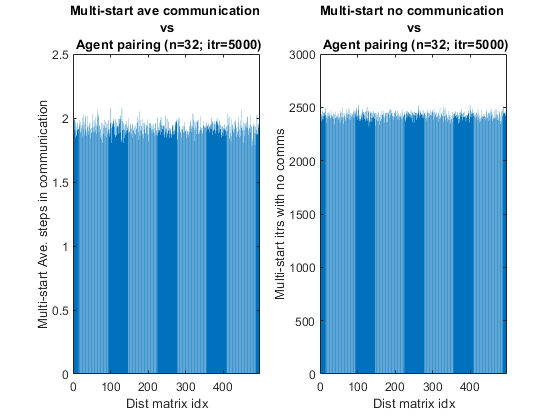 Multi-start ave communication
vs
Agent pairing (n=32; itr=5000)
Multi-start Ave. steps in communication
2.5
2
1.5
1
0.5
0
0 100 200 300 400
Dist matrix idx
Multi-start no communication
vs
Agent pairing (n=32; itr=5000)
Multi-start itrs with no comms
3000
2500
2000
1500
1000
500
0
0 100 200 300 400
Dist matrix idx